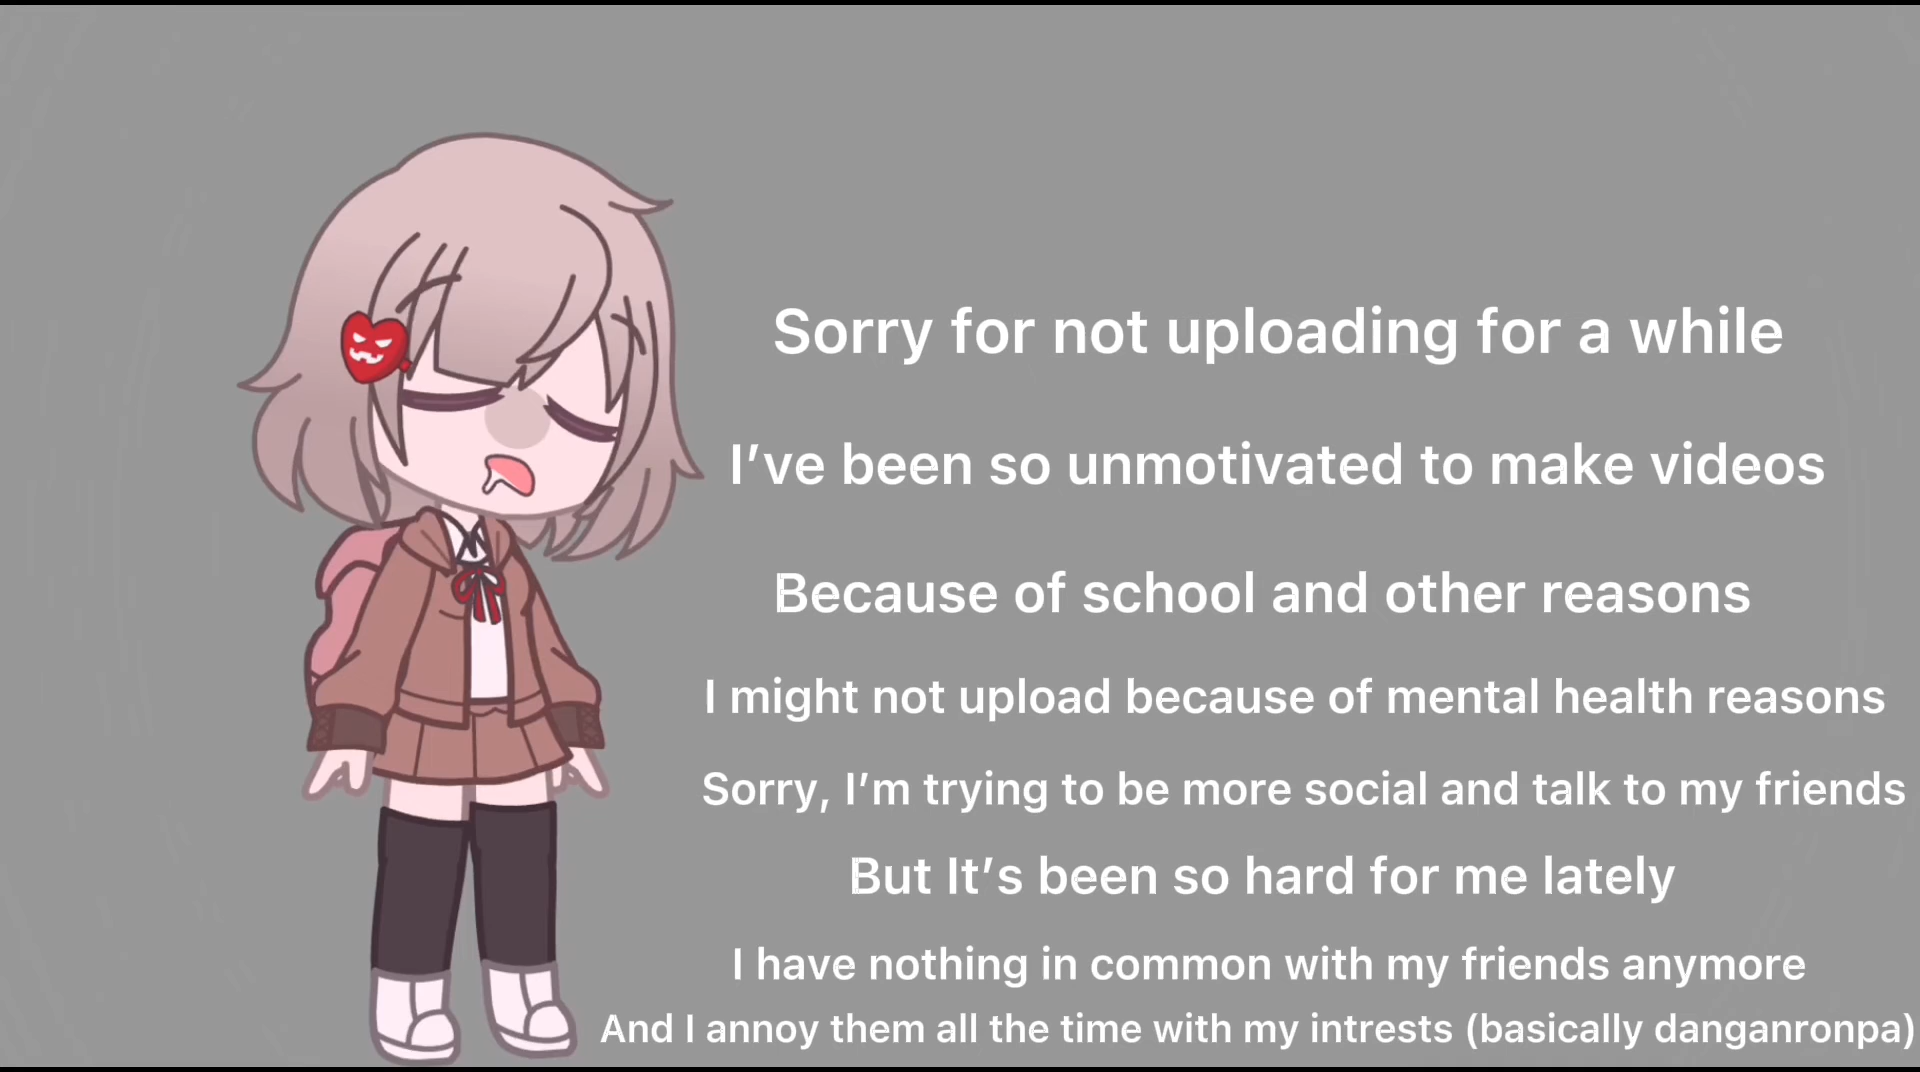 Sorry for not uploading for a while
I’ve been so unmotivated to make videos
Because of school and other reasons
I might not upload because of mental health reasons
Sorry, I’m trying to be more social and talk to my friends
But It’s been so hard for me lately
I have nothing in common with my friends anymore
And I annoy them all the time with my intrests (basically danganronpa)